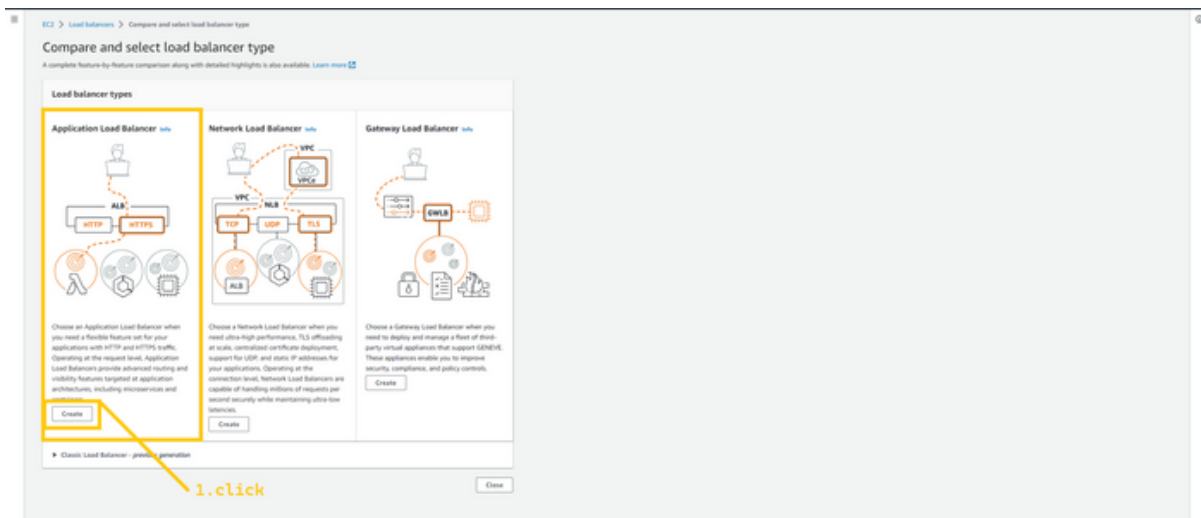 EC2 > Load balancers > Compare and select load balancer type
Compare and select load balancer type
A complete feature-by-feature comparison along with detailed highlights is also available. Learn more
Load balancer types
Application Load Balancer Info
ALB
HTTP
HTTPS
Choose an Application Load Balancer when
you need a flexible feature set for your
applications with HTTP and HTTPS traffic.
Operating at the request level, Application
Load Balancers provide advanced routing and
visibility features targeted at application
architectures, including microservices and
Create
Network Load Balancer Info
VPC
VPCe
VPC
NLB
TCP
UDP
TLS
ALB
Choose a Network Load Balancer when you
need ultra-high performance, TLS offloading
at scale, centralized certificate deployment,
support for UDP, and static IP addresses for
your applications. Operating at the
connection level, Network Load Balancers are
capable of handling millions of requests per
second securely while maintaining ultra-low
latencies.
Create
Gateway Load Balancer Info
GWLB
Choose a Gateway Load Balancer when you
need to deploy and manage a fleet of third-
party virtual appliances that support GENEVE.
These appliances enable you to improve
security, compliance, and policy controls.
Create
Classic Load Balancer - previous generation
1.click
Close